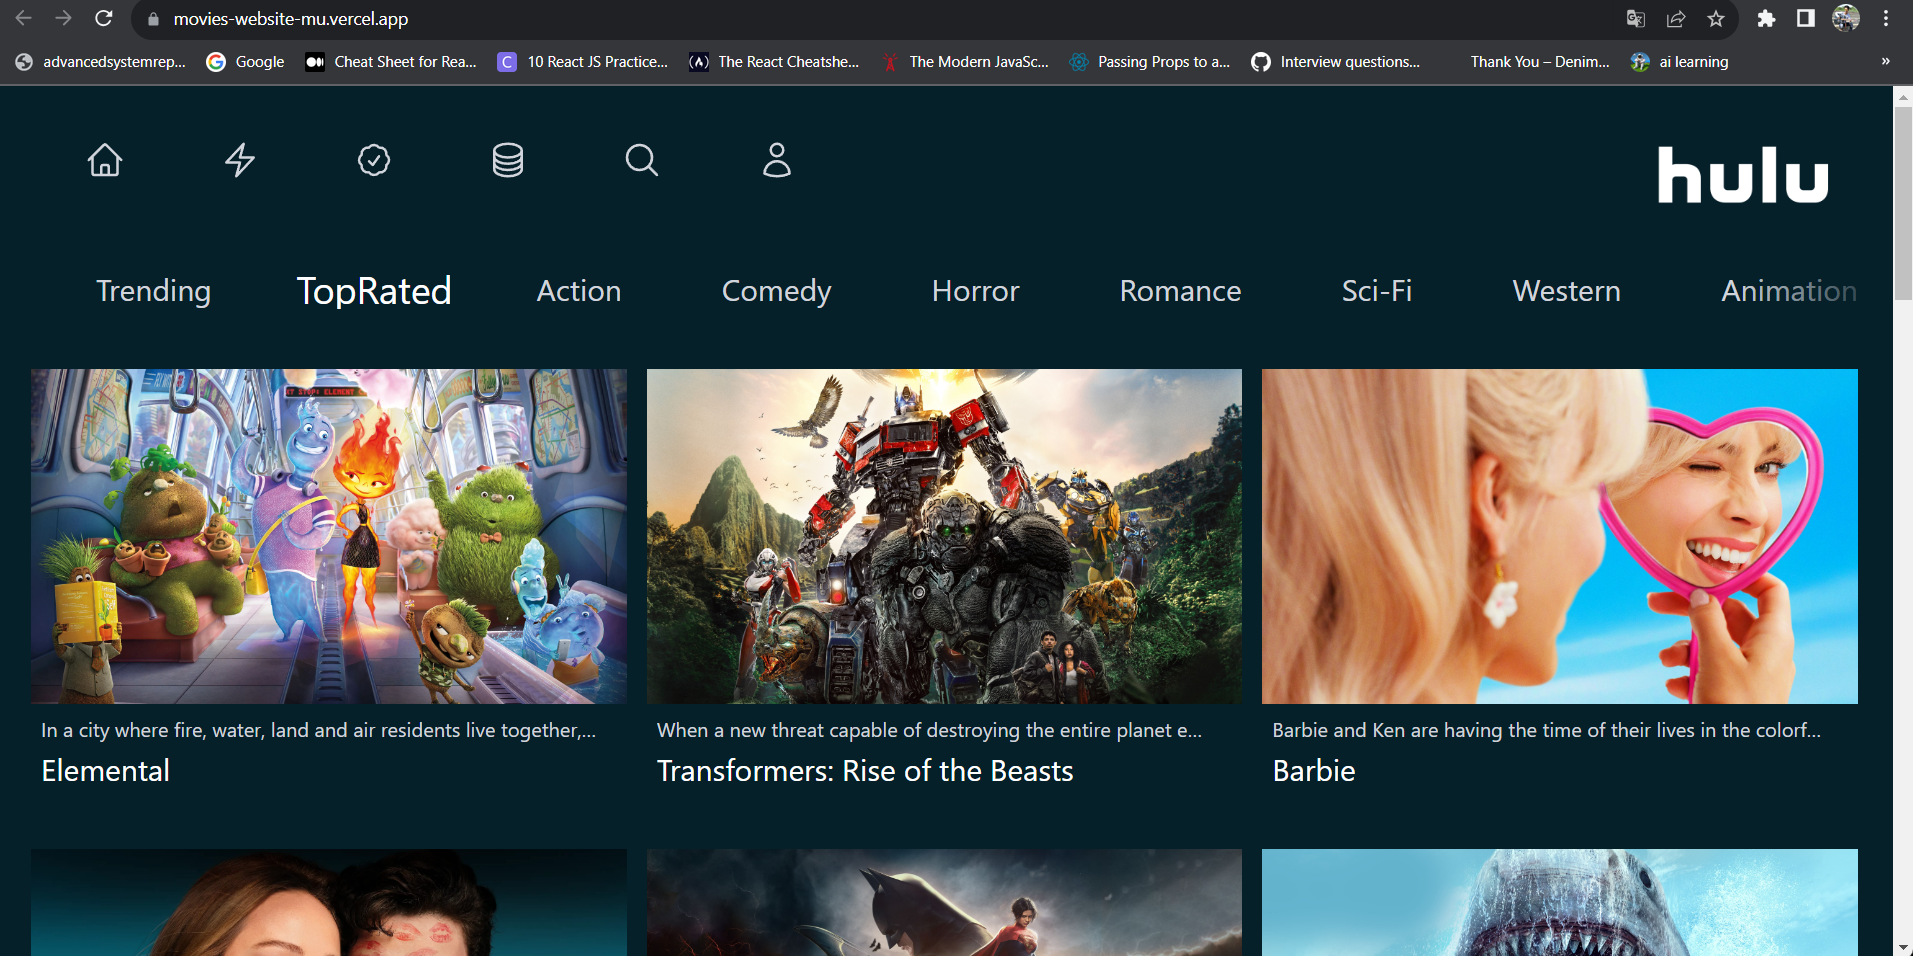 movies-website-mu.vercel.app
advancedsystemrep... Google Cheat Sheet for Rea... 10 React JS Practice... The React Cheatshe... The Modern JavaSc... Passing Props to a... Interview questions... Thank You – Denim... ai learning »
hulu
Trending TopRated Action Comedy Horror Romance Sci-Fi Western Animation
In a city where fire, water, land and air residents live together,...
Elemental
When a new threat capable of destroying the entire planet e...
Transformers: Rise of the Beasts
Barbie and Ken are having the time of their lives in the colorf...
Barbie